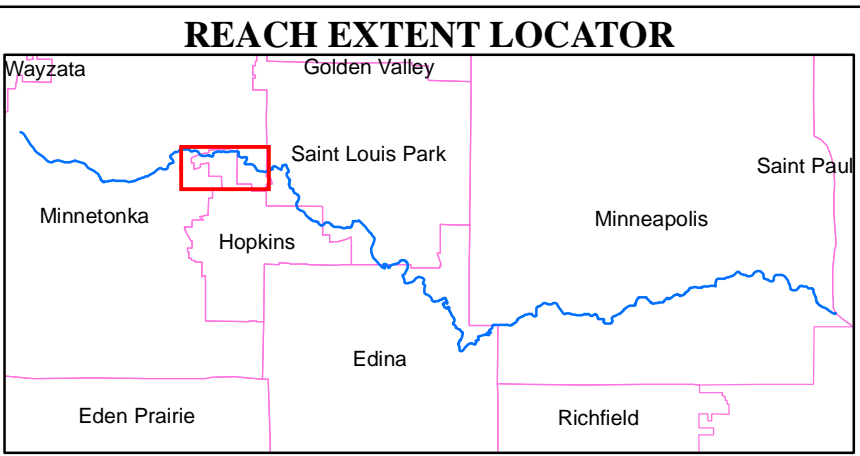 REACH EXTENT LOCATOR
Wayzata
Golden Valley
Saint Louis Park
Saint Paul
Minnetonka
Minneapolis
Hopkins
Edina
Eden Prairie
Richfield